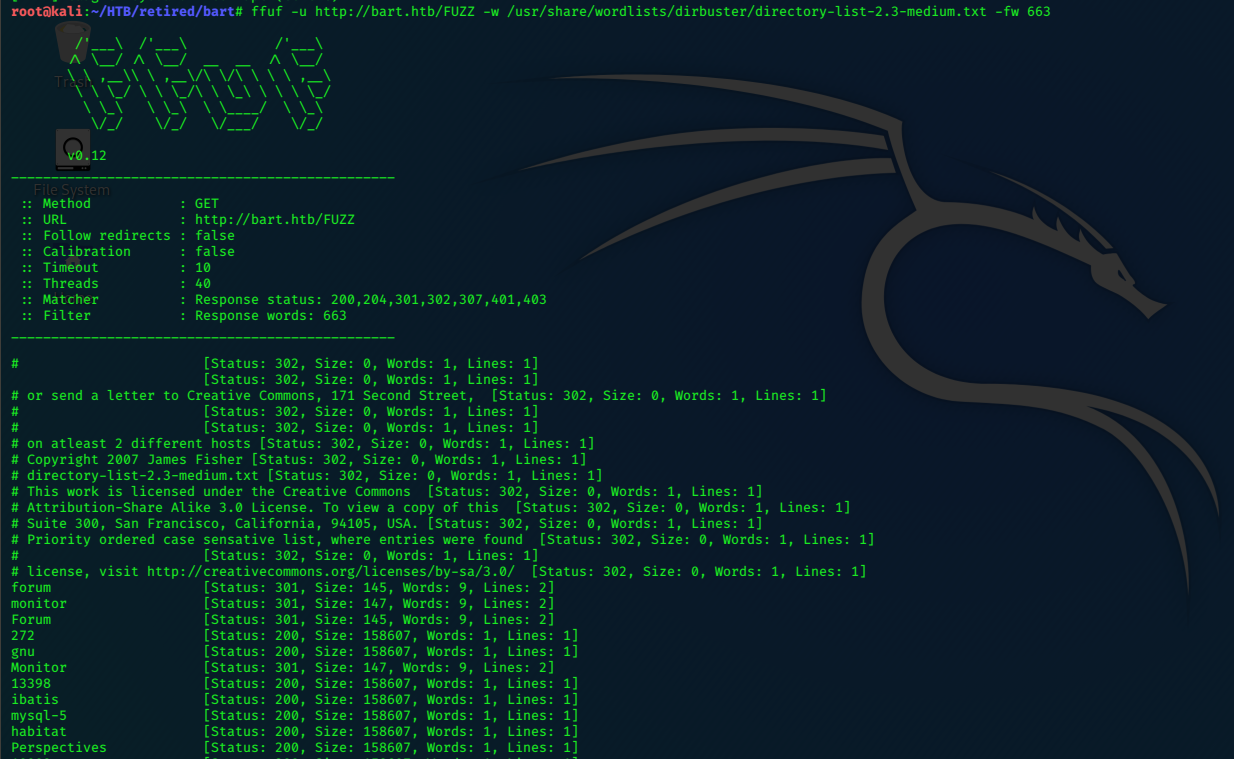 root@kali:~/HTB/retired/bart# ffuf -u http://bart.htb/FUZZ -w /usr/share/wordlists/dirbuster/directory-list-2.3-medium.txt -fw 663
        /'___\  /'___\           /'___\
       /\ \__/ /\ \__/  __  __  /\ \__/
       \ \ ,__\\ \ ,__\/\ \/\ \ \ \ ,__\
        \ \ \_/ \ \ \_/\ \ \_\ \ \ \ \_/
         \ \_\   \ \_\  \ \____/  \ \_\
          \/_/    \/_/   \/___/    \/_/
Trash
v0.12
________________________________________________
File System
 :: Method           : GET
 :: URL              : http://bart.htb/FUZZ
 :: Follow redirects : false
 :: Calibration      : false
 :: Timeout          : 10
 :: Threads          : 40
 :: Matcher          : Response status: 200,204,301,302,307,401,403
 :: Filter           : Response words: 663
________________________________________________
#                       [Status: 302, Size: 0, Words: 1, Lines: 1]
                        [Status: 302, Size: 0, Words: 1, Lines: 1]
# or send a letter to Creative Commons, 171 Second Street,  [Status: 302, Size: 0, Words: 1, Lines: 1]
#                       [Status: 302, Size: 0, Words: 1, Lines: 1]
#                       [Status: 302, Size: 0, Words: 1, Lines: 1]
# on atleast 2 different hosts [Status: 302, Size: 0, Words: 1, Lines: 1]
# Copyright 2007 James Fisher [Status: 302, Size: 0, Words: 1, Lines: 1]
# directory-list-2.3-medium.txt [Status: 302, Size: 0, Words: 1, Lines: 1]
# This work is licensed under the Creative Commons  [Status: 302, Size: 0, Words: 1, Lines: 1]
# Attribution-Share Alike 3.0 License. To view a copy of this  [Status: 302, Size: 0, Words: 1, Lines: 1]
# Suite 300, San Francisco, California, 94105, USA. [Status: 302, Size: 0, Words: 1, Lines: 1]
# Priority ordered case sensative list, where entries were found  [Status: 302, Size: 0, Words: 1, Lines: 1]
#                       [Status: 302, Size: 0, Words: 1, Lines: 1]
# license, visit http://creativecommons.org/licenses/by-sa/3.0/  [Status: 302, Size: 0, Words: 1, Lines: 1]
forum                   [Status: 301, Size: 145, Words: 9, Lines: 2]
monitor                 [Status: 301, Size: 147, Words: 9, Lines: 2]
Forum                   [Status: 301, Size: 145, Words: 9, Lines: 2]
272                     [Status: 200, Size: 158607, Words: 1, Lines: 1]
gnu                     [Status: 200, Size: 158607, Words: 1, Lines: 1]
Monitor                 [Status: 301, Size: 147, Words: 9, Lines: 2]
13398                   [Status: 200, Size: 158607, Words: 1, Lines: 1]
ibatis                  [Status: 200, Size: 158607, Words: 1, Lines: 1]
mysql-5                 [Status: 200, Size: 158607, Words: 1, Lines: 1]
habitat                 [Status: 200, Size: 158607, Words: 1, Lines: 1]
Perspectives            [Status: 200, Size: 158607, Words: 1, Lines: 1]